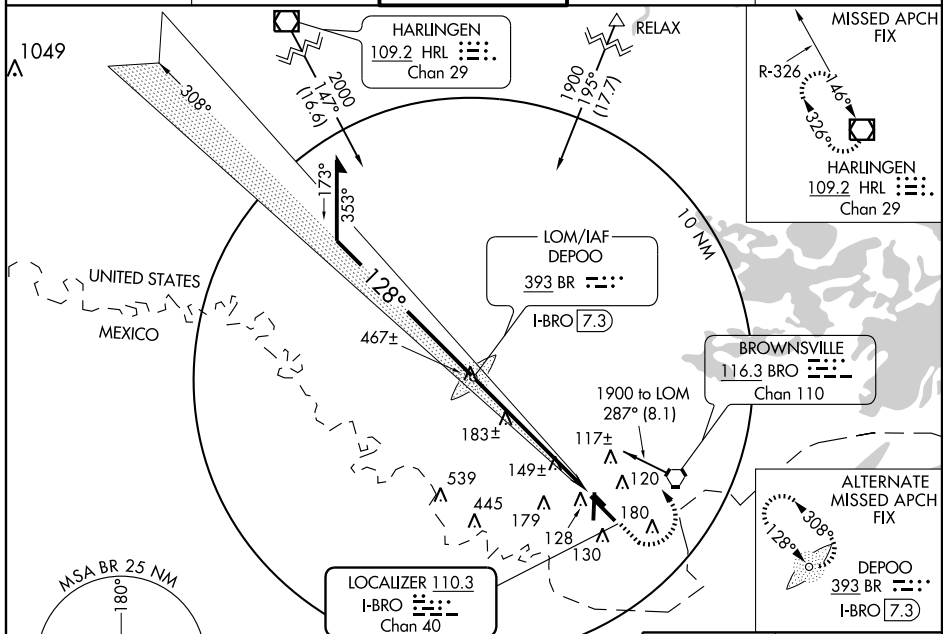 1049
308°
HARLINGEN
109.2 HRL
Chan 29
2000
147°
(16.6)
RELAX
1900
195°
(17.7)
MISSED APCH
FIX
R-326
146°
326°
HARLINGEN
109.2 HRL
Chan 29
173°
353°
10 NM
LOM/IAF
DEPOO
393 BR
I-BRO 7.3
128°
UNITED STATES
MEXICO
467±
BROWNSVILLE
116.3 BRO
Chan 110
1900 to LOM
287° (8.1)
183±
117±
149±
120
539
445
179
128
180
130
ALTERNATE
MISSED APCH
FIX
308°
128°
DEPOO
393 BR
I-BRO 7.3
LOCALIZER 110.3
I-BRO
Chan 40
MSA BR 25 NM
180°